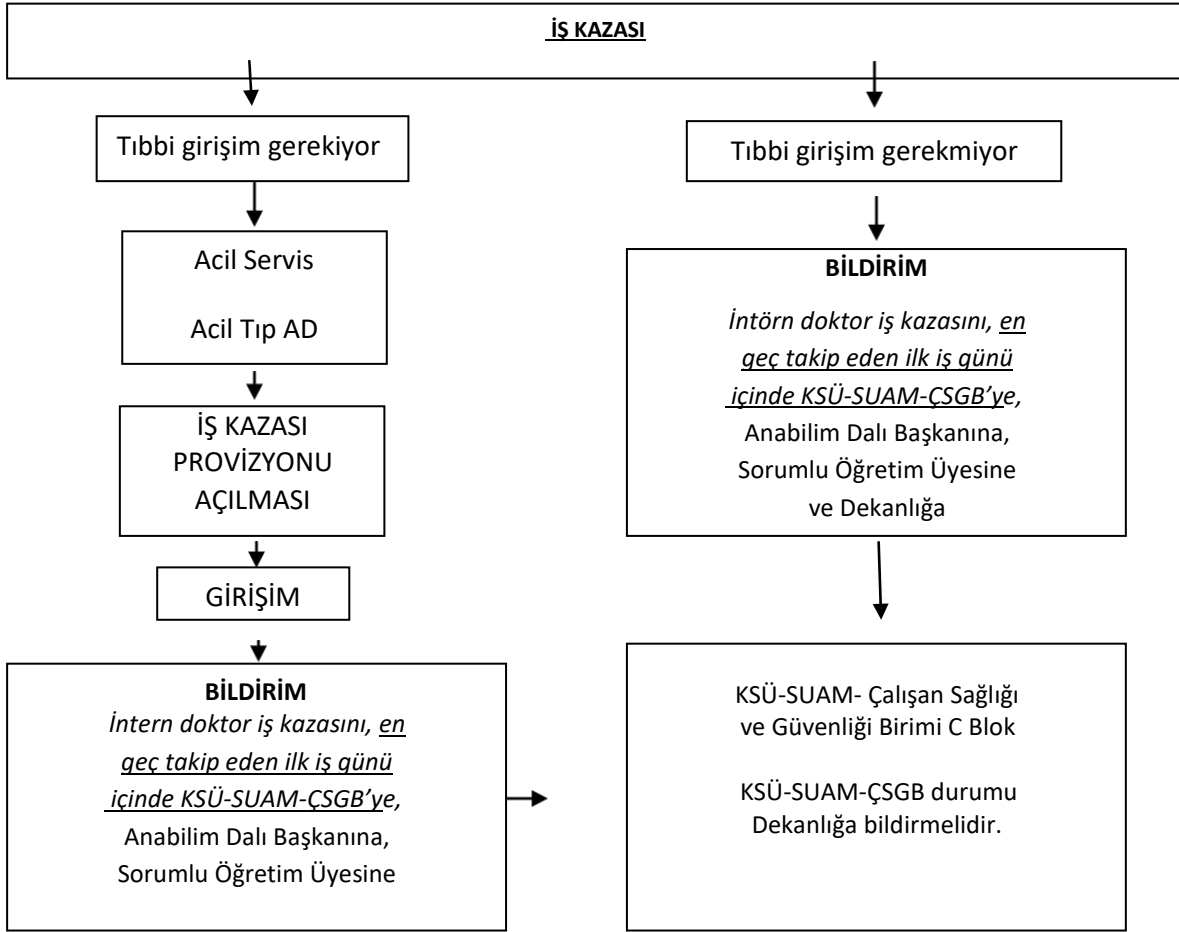 İŞ KAZASI
Tıbbi girişim gerekiyor
Acil Servis
Acil Tıp AD
İŞ KAZASI
PROVİZYONU
AÇILMASI
GİRİŞİM
BİLDİRİM
İntern doktor iş kazasını, en
geç takip eden ilk iş günü
içinde KSÜ-SUAM-ÇSGB’ye,
Anabilim Dalı Başkanına,
Sorumlu Öğretim Üyesine
Tıbbi girişim gerekmiyor
BİLDİRİM
İntörn doktor iş kazasını, en
geç takip eden ilk iş günü
içinde KSÜ-SUAM-ÇSGB’ye,
Anabilim Dalı Başkanına,
Sorumlu Öğretim Üyesine
ve Dekanlığa
KSÜ-SUAM- Çalışan Sağlığı
ve Güvenliği Birimi C Blok
KSÜ-SUAM-ÇSGB durumu
Dekanlığa bildirmelidir.